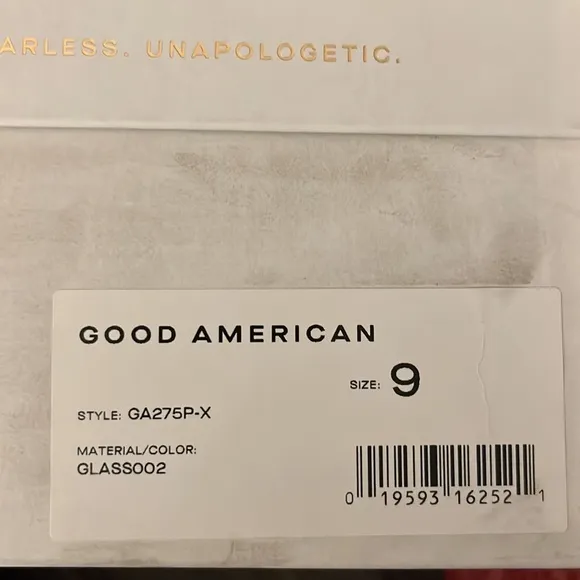 ARLESS. UNAPOLOGETIC.
GOOD AMERICAN
SIZE: 9
STYLE: GA275P-X
MATERIAL/COLOR:
GLASS002
0 19593 16252 1